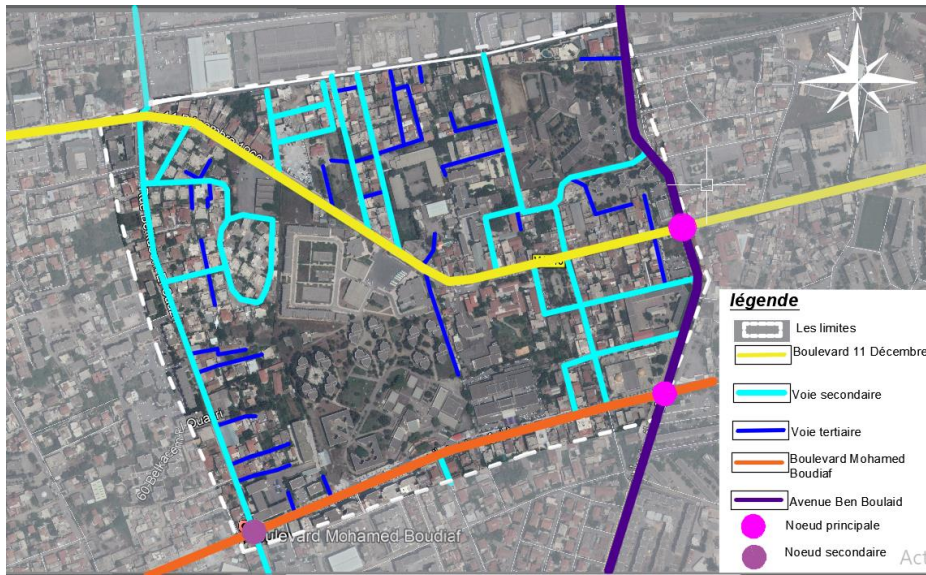 N
légende
Les limites
Boulevard 11 Décembre
Voie secondaire
Voie tertiaire
Boulevard Mohamed
Boudiaf
Avenue Ben Boulaid
Noeud principale
Noeud secondaire
Boulevard Mohamed Boudiaf
Act